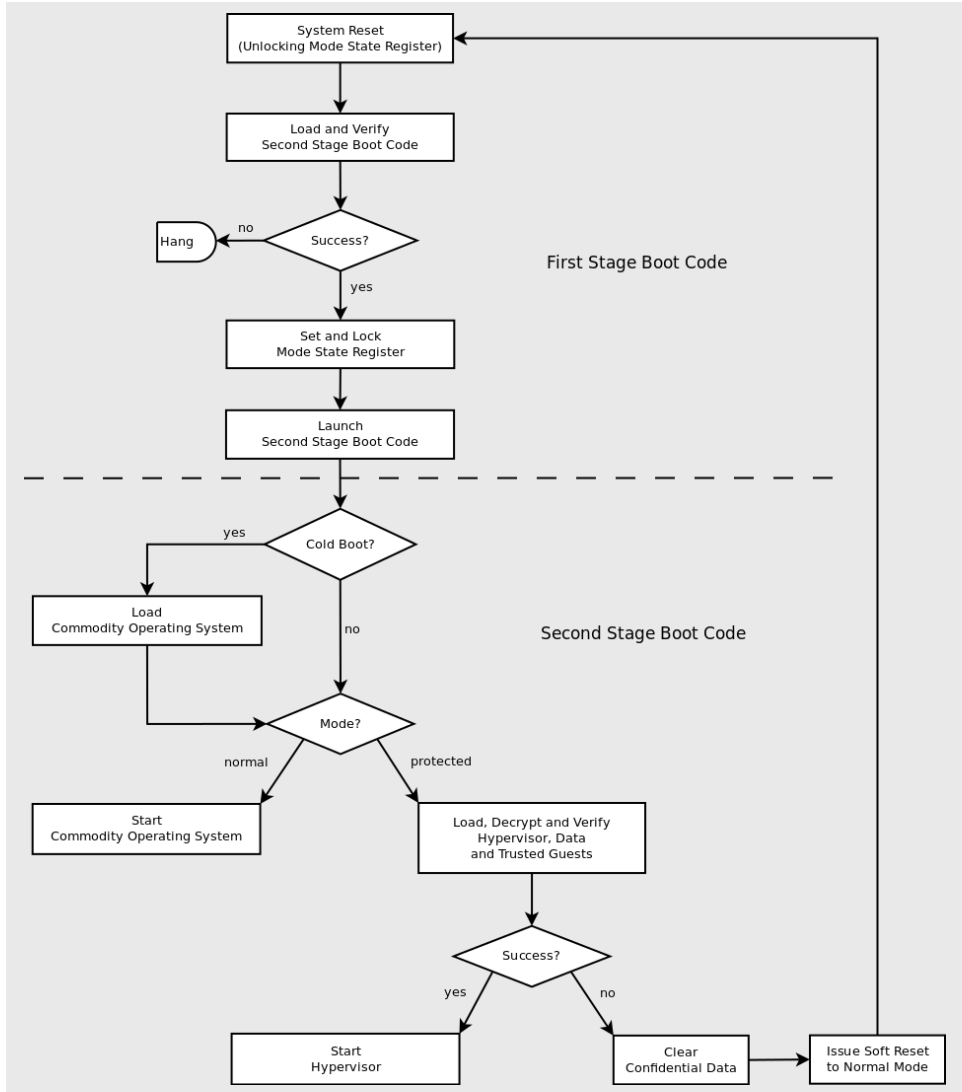 System Reset
(Unlocking Mode State Register)
Load and Verify
Second Stage Boot Code
Success?
no
Hang
yes
First Stage Boot Code
Set and Lock
Mode State Register
Launch
Second Stage Boot Code
Cold Boot?
yes
Load
Commodity Operating System
no
Second Stage Boot Code
Mode?
normal
protected
Start
Commodity Operating System
Load, Decrypt and Verify
Hypervisor, Data
and Trusted Guests
Success?
yes
no
Start
Hypervisor
Clear
Confidential Data
Issue Soft Reset
to Normal Mode